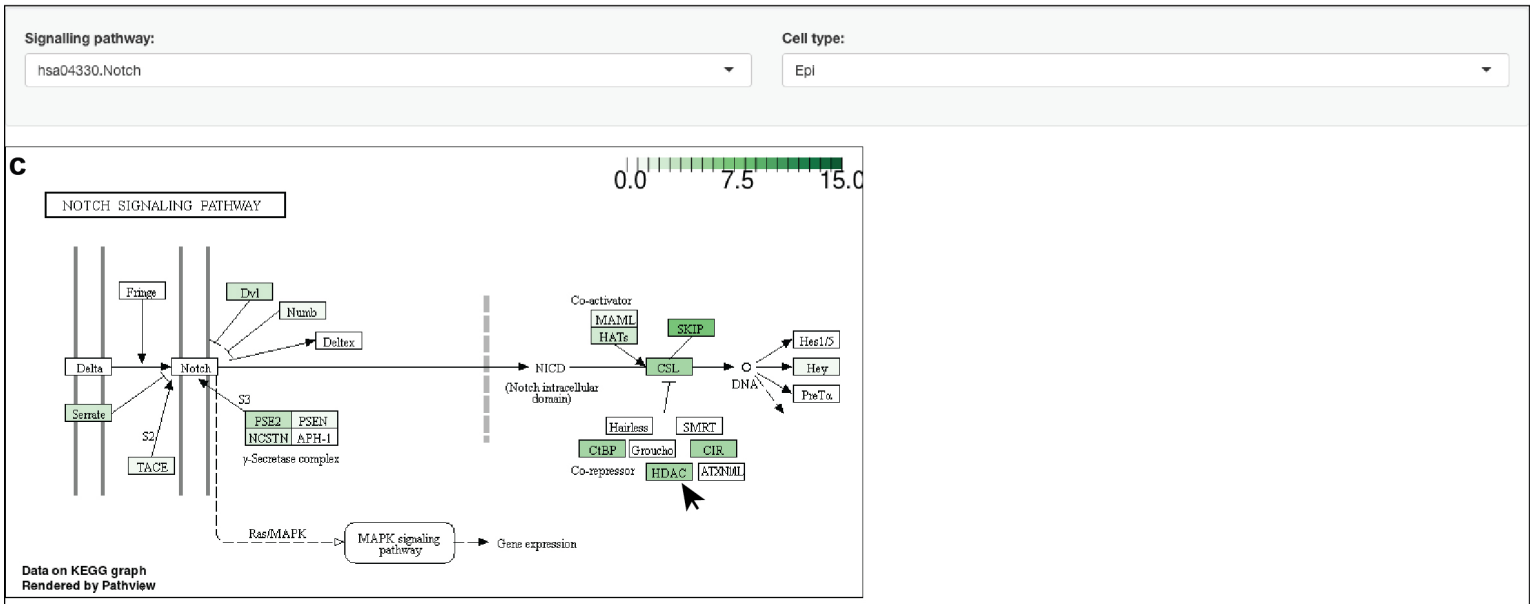 Signalling pathway:
Cell type:
hsa04330.Notch
Epi
C
0.0 7.5 15.0
NOTCH SIGNALING PATHWAY
Fringe
Dvl
Numb
Deltex
Delta
Notch
Serrate
S2
S3
TACE
PSE2 PSEN
NCSTN APH-1
γ-Secretase complex
NICD
(Notch intracellular
domain)
Co-activator
MAML
HATs
SKIP
CSL
DNA
Hes1/5
Hey
PreTα
Hairless SMRT
CtBP Groucho CIR
Co-repressor HDAC ATXN1L
Ras/MAPK
MAPK signaling
pathway
Gene expression
Data on KEGG graph
Rendered by Pathview